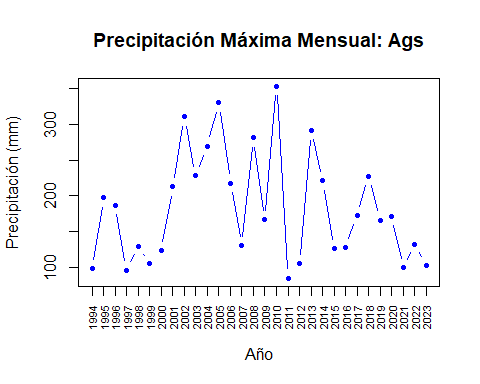 Precipitación Máxima Mensual: Ags
Precipitación (mm)
300
200
100
1994 1995 1996 1997 1998 1999 2000 2001 2002 2003 2004 2005 2006 2007 2008 2009 2010 2011 2012 2013 2014 2015 2016 2017 2018 2019 2020 2021 2022 2023
Año